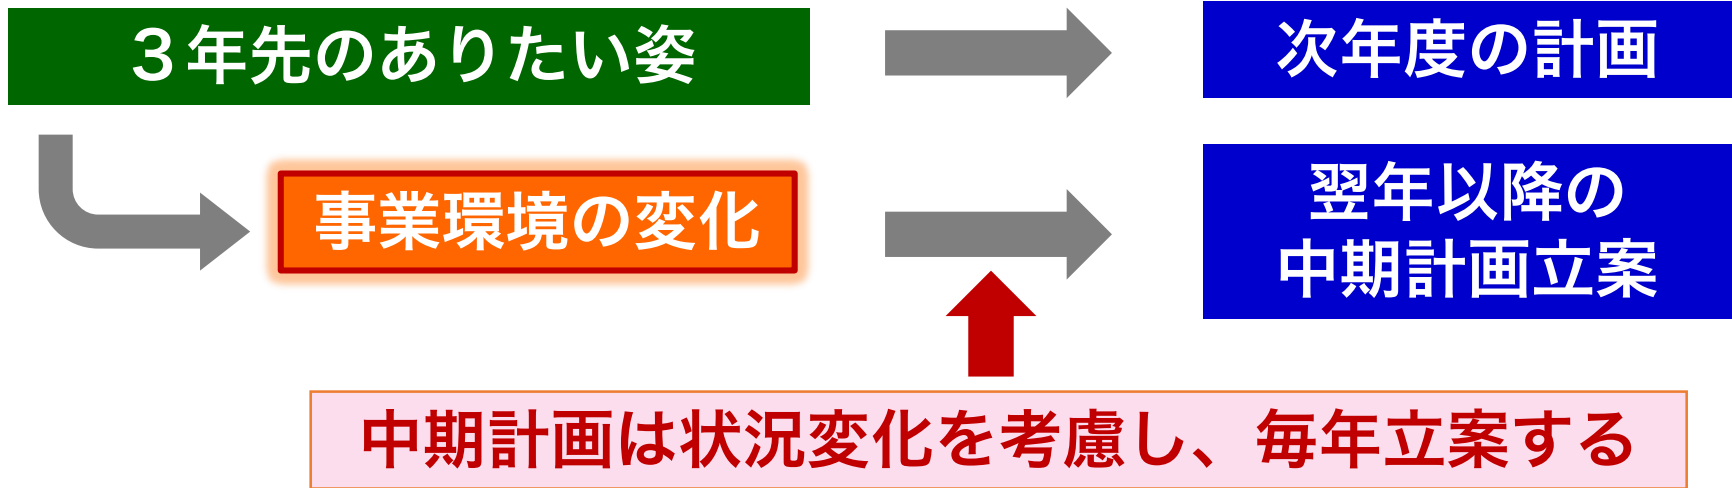 ３年先のありたい姿
次年度の計画
事業環境の変化
翌年以降の
中期計画立案
中期計画は状況変化を考慮し、毎年立案する